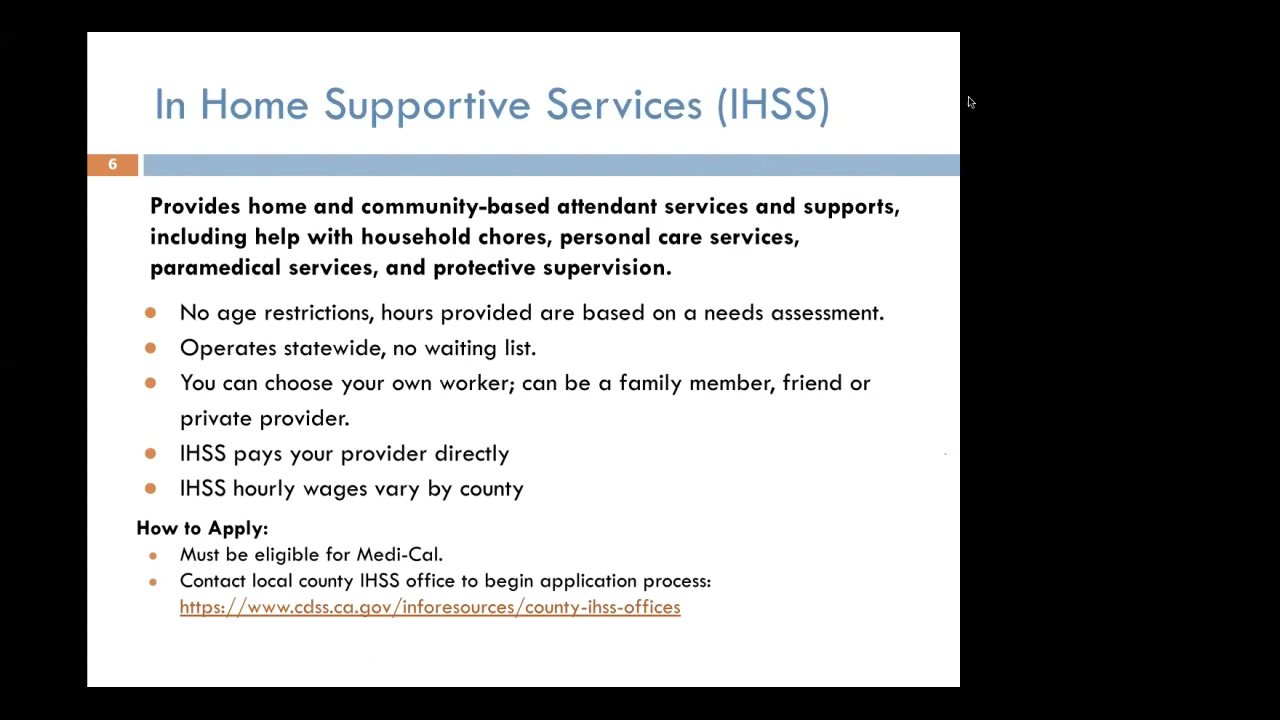 In Home Supportive Services (IHSS)
6
Provides home and community-based attendant services and supports,
including help with household chores, personal care services,
paramedical services, and protective supervision.
• No age restrictions, hours provided are based on a needs assessment.
• Operates statewide, no waiting list.
• You can choose your own worker; can be a family member, friend or
private provider.
• IHSS pays your provider directly
• IHSS hourly wages vary by county
How to Apply:
• Must be eligible for Medi-Cal.
• Contact local county IHSS office to begin application process:
https://www.cdss.ca.gov/inforesources/county-ihss-offices